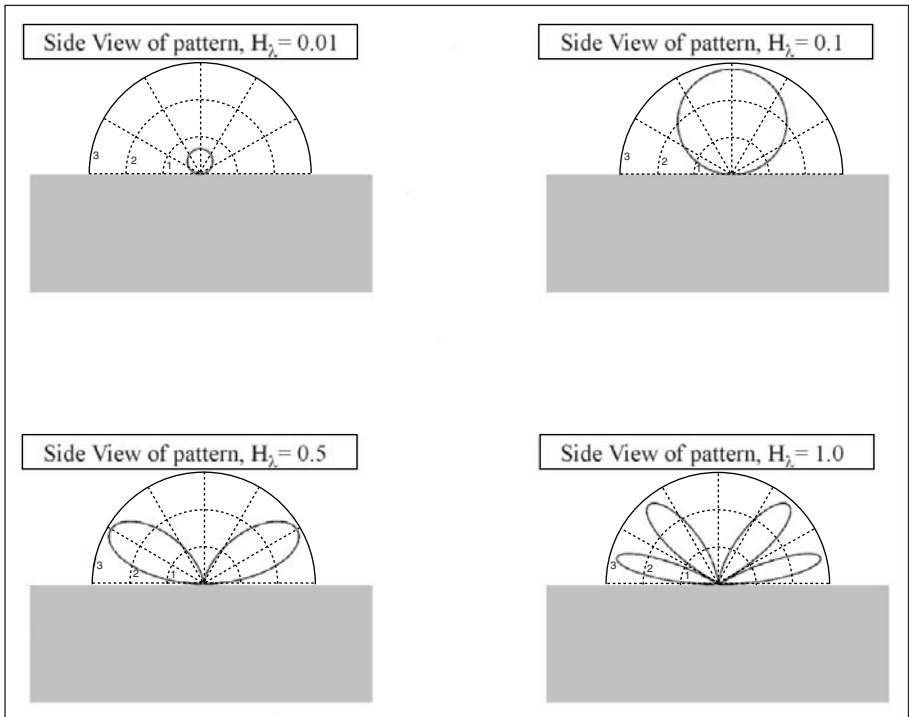 Side View of pattern, Hλ= 0.01
Side View of pattern, Hλ= 0.1
3 2 1
3 2 1
Side View of pattern, Hλ= 0.5
Side View of pattern, Hλ= 1.0
3 2 1
3 2 1